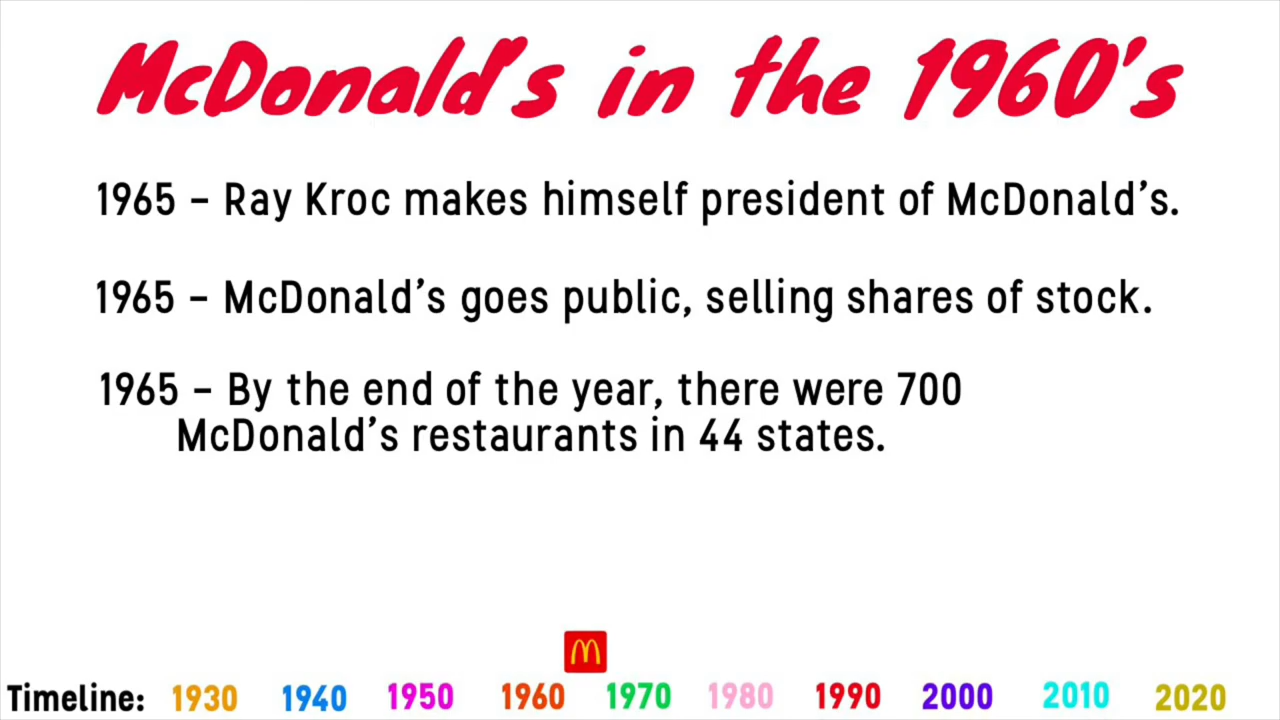 McDonald's in the 1960's
1965 – Ray Kroc makes himself president of McDonald’s.
1965 – McDonald’s goes public, selling shares of stock.
1965 – By the end of the year, there were 700
McDonald’s restaurants in 44 states.
Timeline: 1930 1940 1950 1960 1970 1980 1990 2000 2010 2020